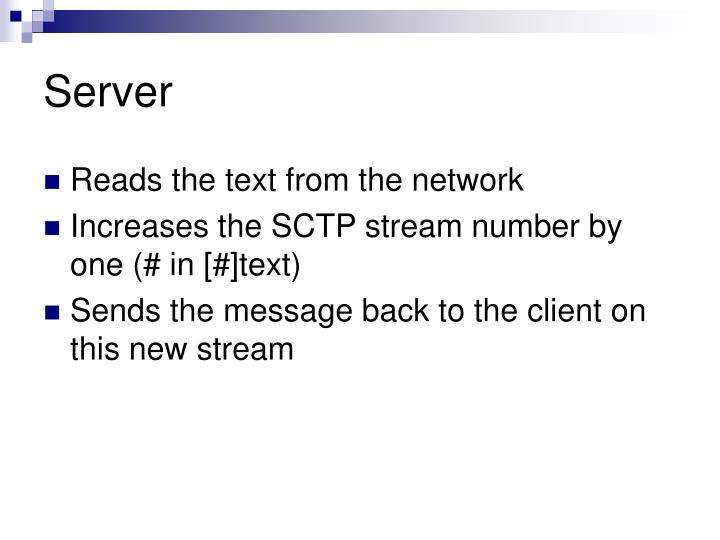 Server
Reads the text from the network
Increases the SCTP stream number by
one (# in [#]text)
Sends the message back to the client on
this new stream